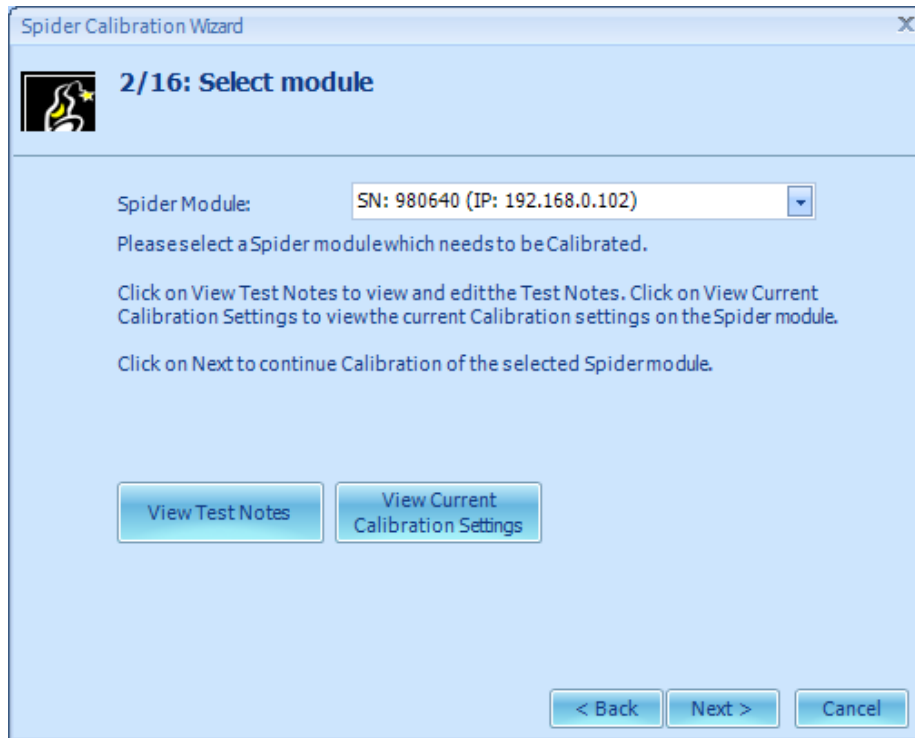 Spider Calibration Wizard
2/16: Select module
Spider Module: SN: 980640 (IP: 192.168.0.102)
Please select a Spider module which needs to be Calibrated.
Click on View Test Notes to view and edit the Test Notes. Click on View Current
Calibration Settings to view the current Calibration settings on the Spider module.
Click on Next to continue Calibration of the selected Spider module.
View Test Notes
View Current
Calibration Settings
< Back Next > Cancel